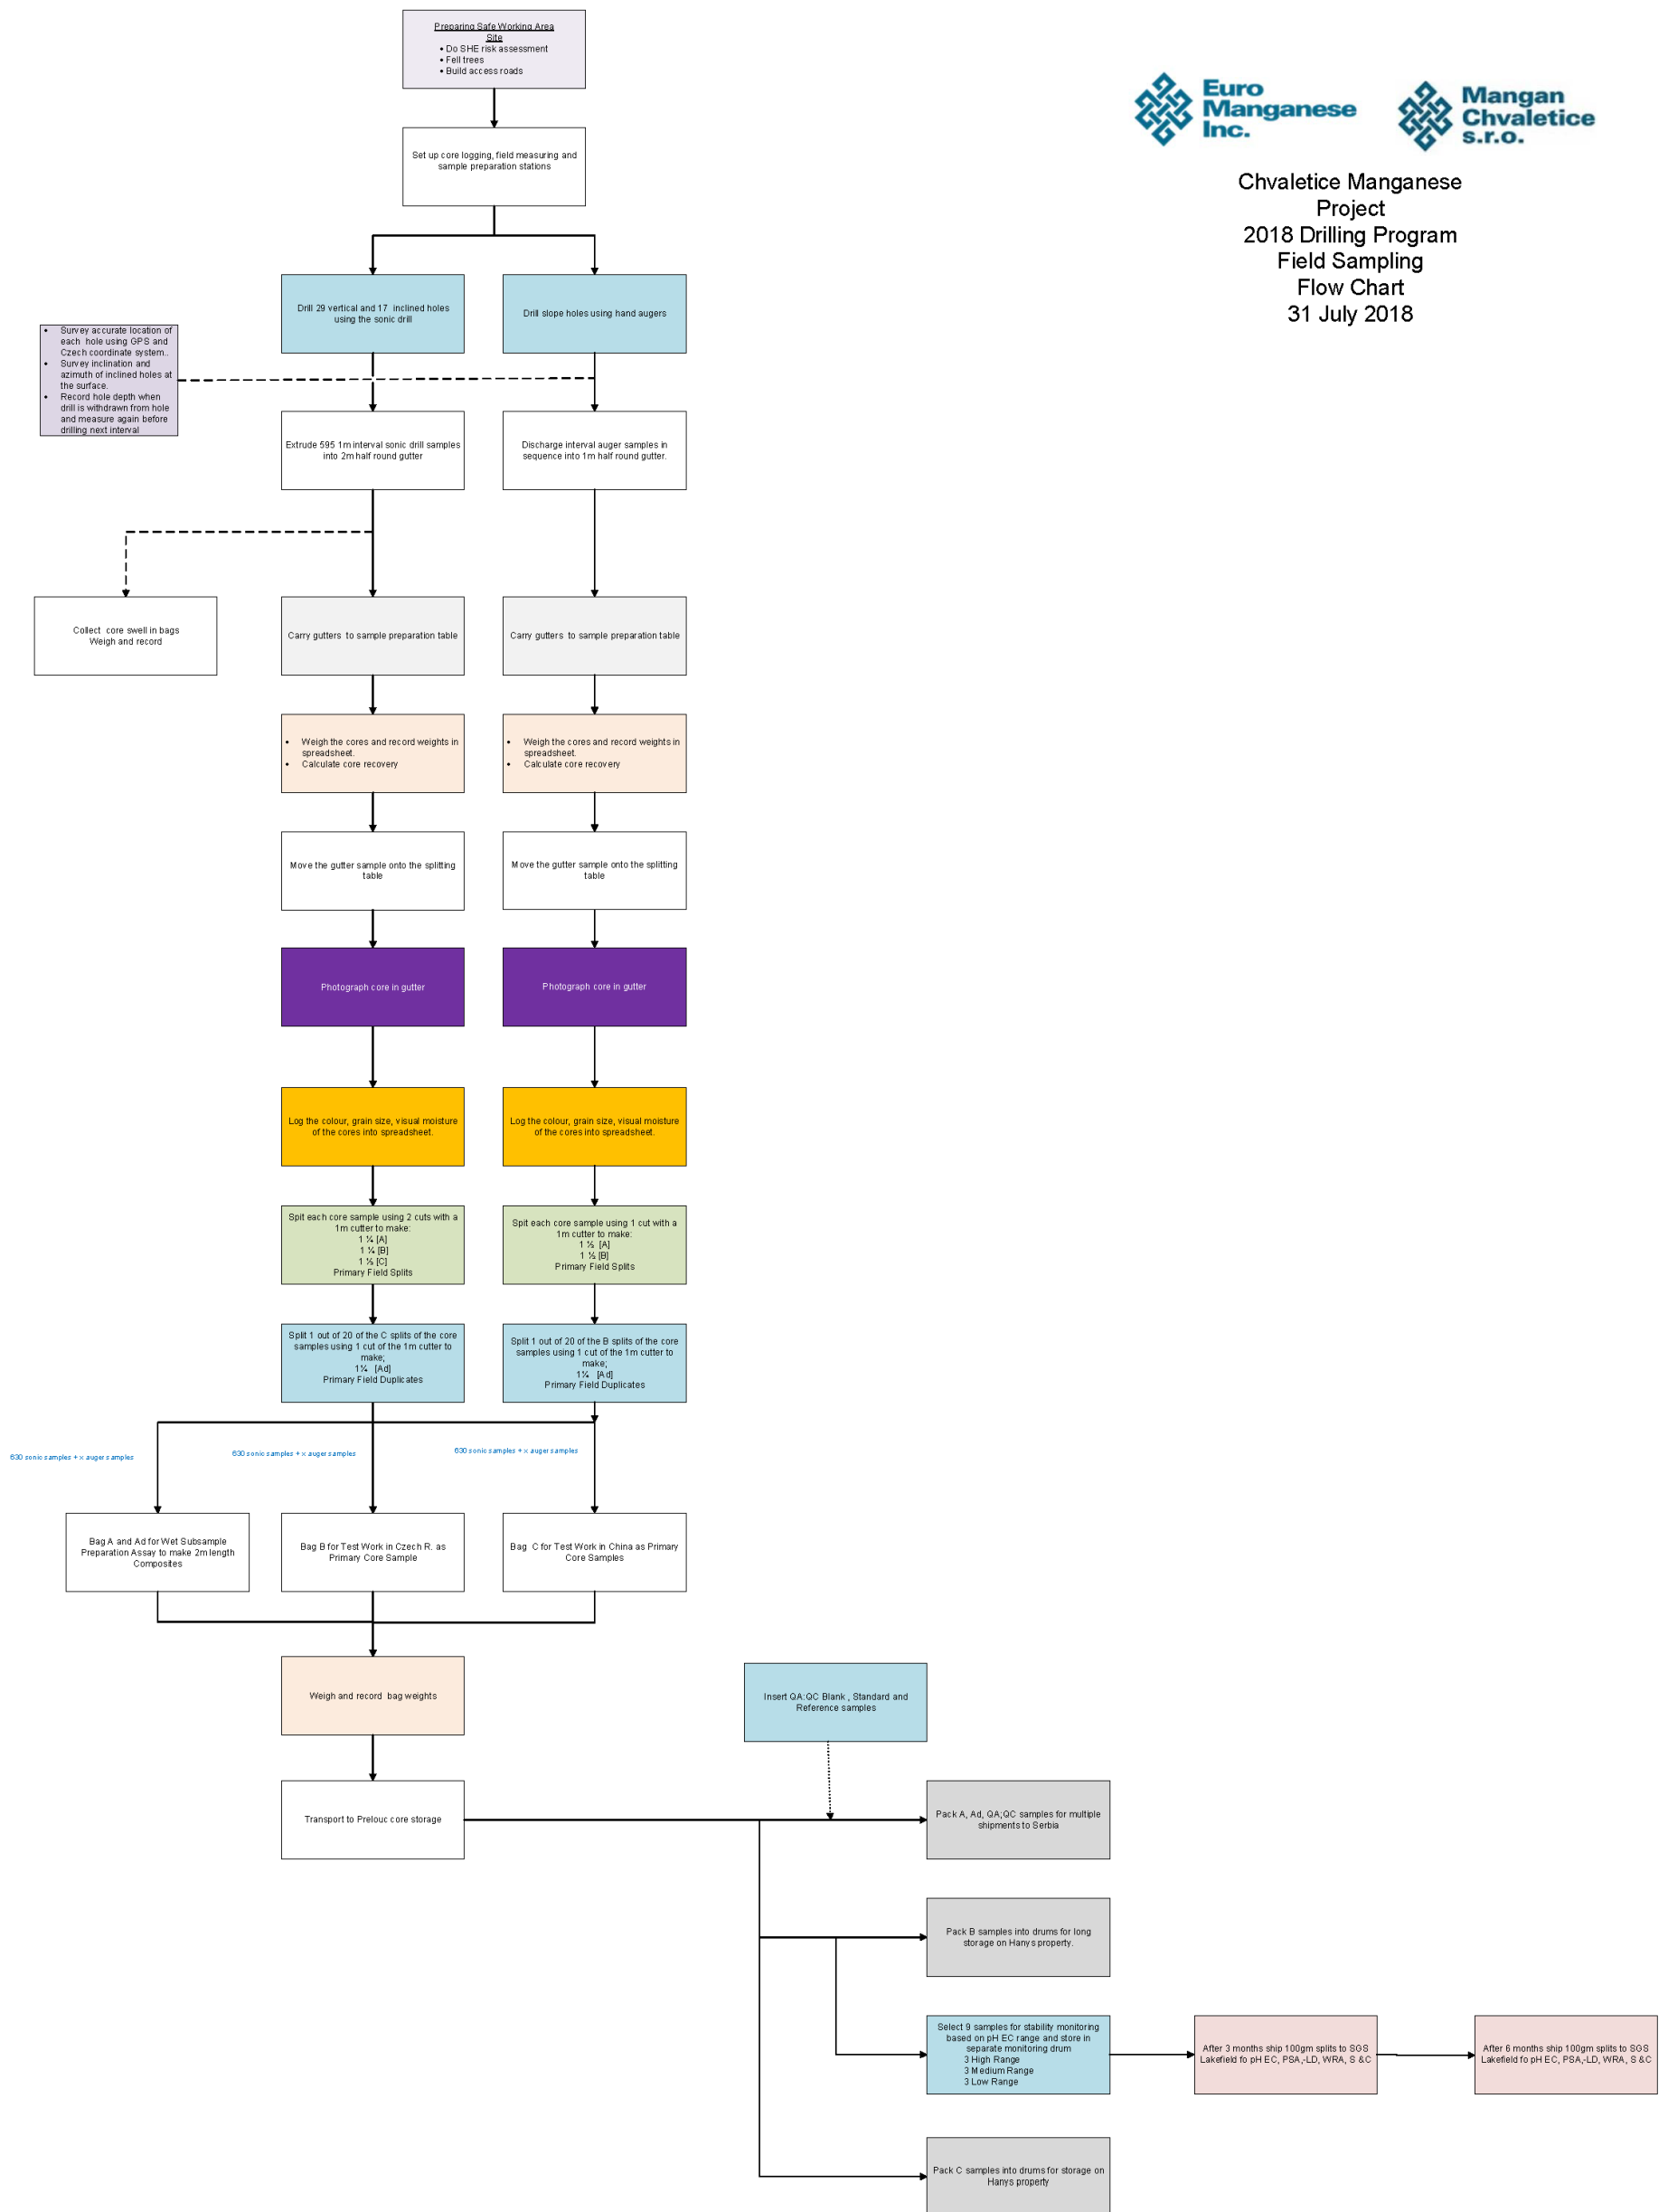 Preparing Safe Working Area
Site
• Do SHE risk assessment
• Fell trees
• Build access roads
Euro
Manganese
Inc.
Mangan
Chvaletice
s.r.o.
Chvaletice Manganese
Project
2018 Drilling Program
Field Sampling
Flow Chart
31 July 2018
Set up core logging, field measuring and
sample preparation stations
Drill 29 vertical and 17 inclined holes
using the sonic drill
Drill slope holes using hand augers
• Survey accurate location of
each hole using GPS and
Czech coordinate system..
• Survey inclination and
azimuth of inclined holes at
the surface.
• Record hole depth when
drill is withdrawn from hole
and measure again before
drilling next interval
Extrude 595 1m interval sonic drill samples
into 2m half round gutter
Discharge interval auger samples in
sequence into 1m half round gutter.
Collect core swell in bags
Weigh and record
Carry gutters to sample preparation table
Carry gutters to sample preparation table
• Weigh the cores and record weights in
spreadsheet.
• Calculate core recovery
• Weigh the cores and record weights in
spreadsheet.
• Calculate core recovery
Move the gutter sample onto the splitting
table
Move the gutter sample onto the splitting
table
Photograph core in gutter
Photograph core in gutter
Log the colour, grain size, visual moisture
of the cores into spreadsheet.
Log the colour, grain size, visual moisture
of the cores into spreadsheet.
Spit each core sample using 2 cuts with a
1m cutter to make:
1 ¼ [A]
1 ¼ [B]
1 ½ [C]
Primary Field Splits
Spit each core sample using 1 cut with a
1m cutter to make:
1 ½ [A]
1 ½ [B]
Primary Field Splits
Split 1 out of 20 of the C splits of the core
samples using 1 cut of the 1m cutter to
make;
1¼ [Ad]
Primary Field Duplicates
Split 1 out of 20 of the B splits of the core
samples using 1 cut of the 1m cutter to
make;
1¼ [Ad]
Primary Field Duplicates
630 sonic samples + x auger samples
630 sonic samples + x auger samples
630 sonic samples + x auger samples
Bag A and Ad for Wet Subsample
Preparation Assay to make 2m length
Composites
Bag B for Test Work in Czech R. as
Primary Core Sample
Bag C for Test Work in China as Primary
Core Samples
Weigh and record bag weights
Insert QA:QC Blank , Standard and
Reference samples
Transport to Prelouc core storage
Pack A, Ad, QA;QC samples for multiple
shipments to Serbia
Pack B samples into drums for long
storage on Hanys property.
Select 9 samples for stability monitoring
based on pH EC range and store in
separate monitoring drum
3 High Range
3 Medium Range
3 Low Range
After 3 months ship 100gm splits to SGS
Lakefield fo pH EC, PSA,-LD, WRA, S &C
After 6 months ship 100gm splits to SGS
Lakefield fo pH EC, PSA,-LD, WRA, S &C
Pack C samples into drums for storage on
Hanys property